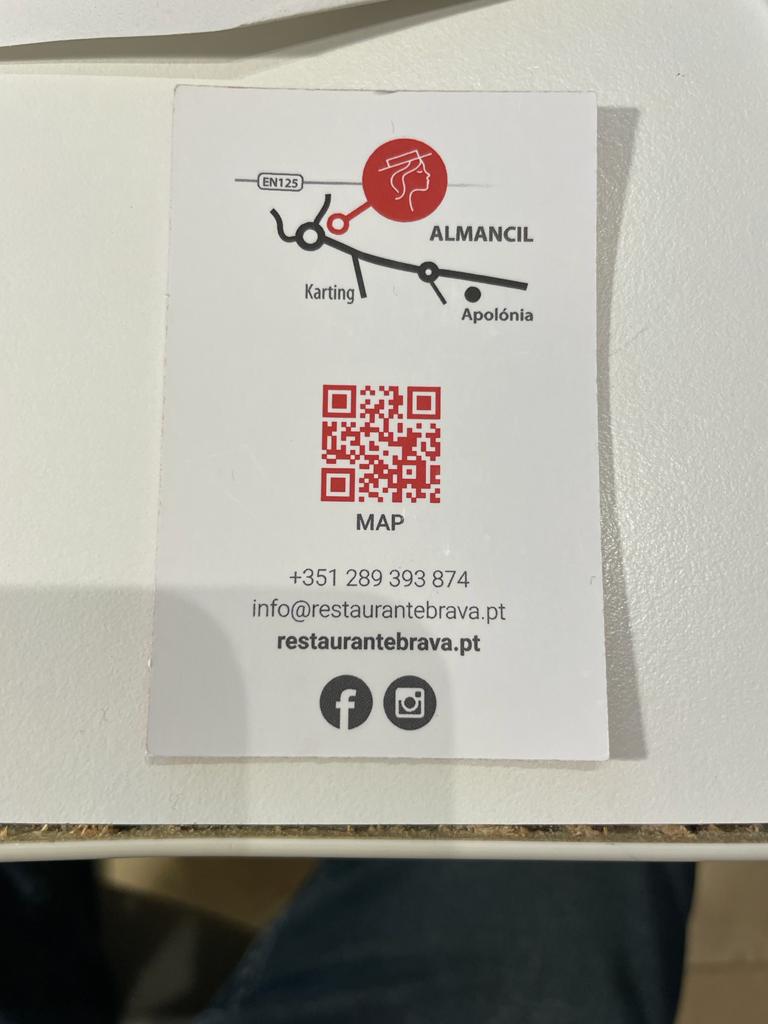 EN125
ALMANCIL
Karting
Apolónia
MAP
+351 289 393 874
info@restaurantebrava.pt
restaurantebrava.pt